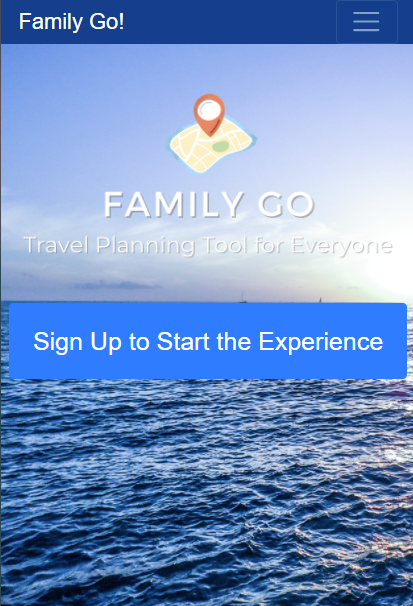 Family Go!
FAMILY GO
Travel Planning Tool for Everyone
Sign Up to Start the Experience